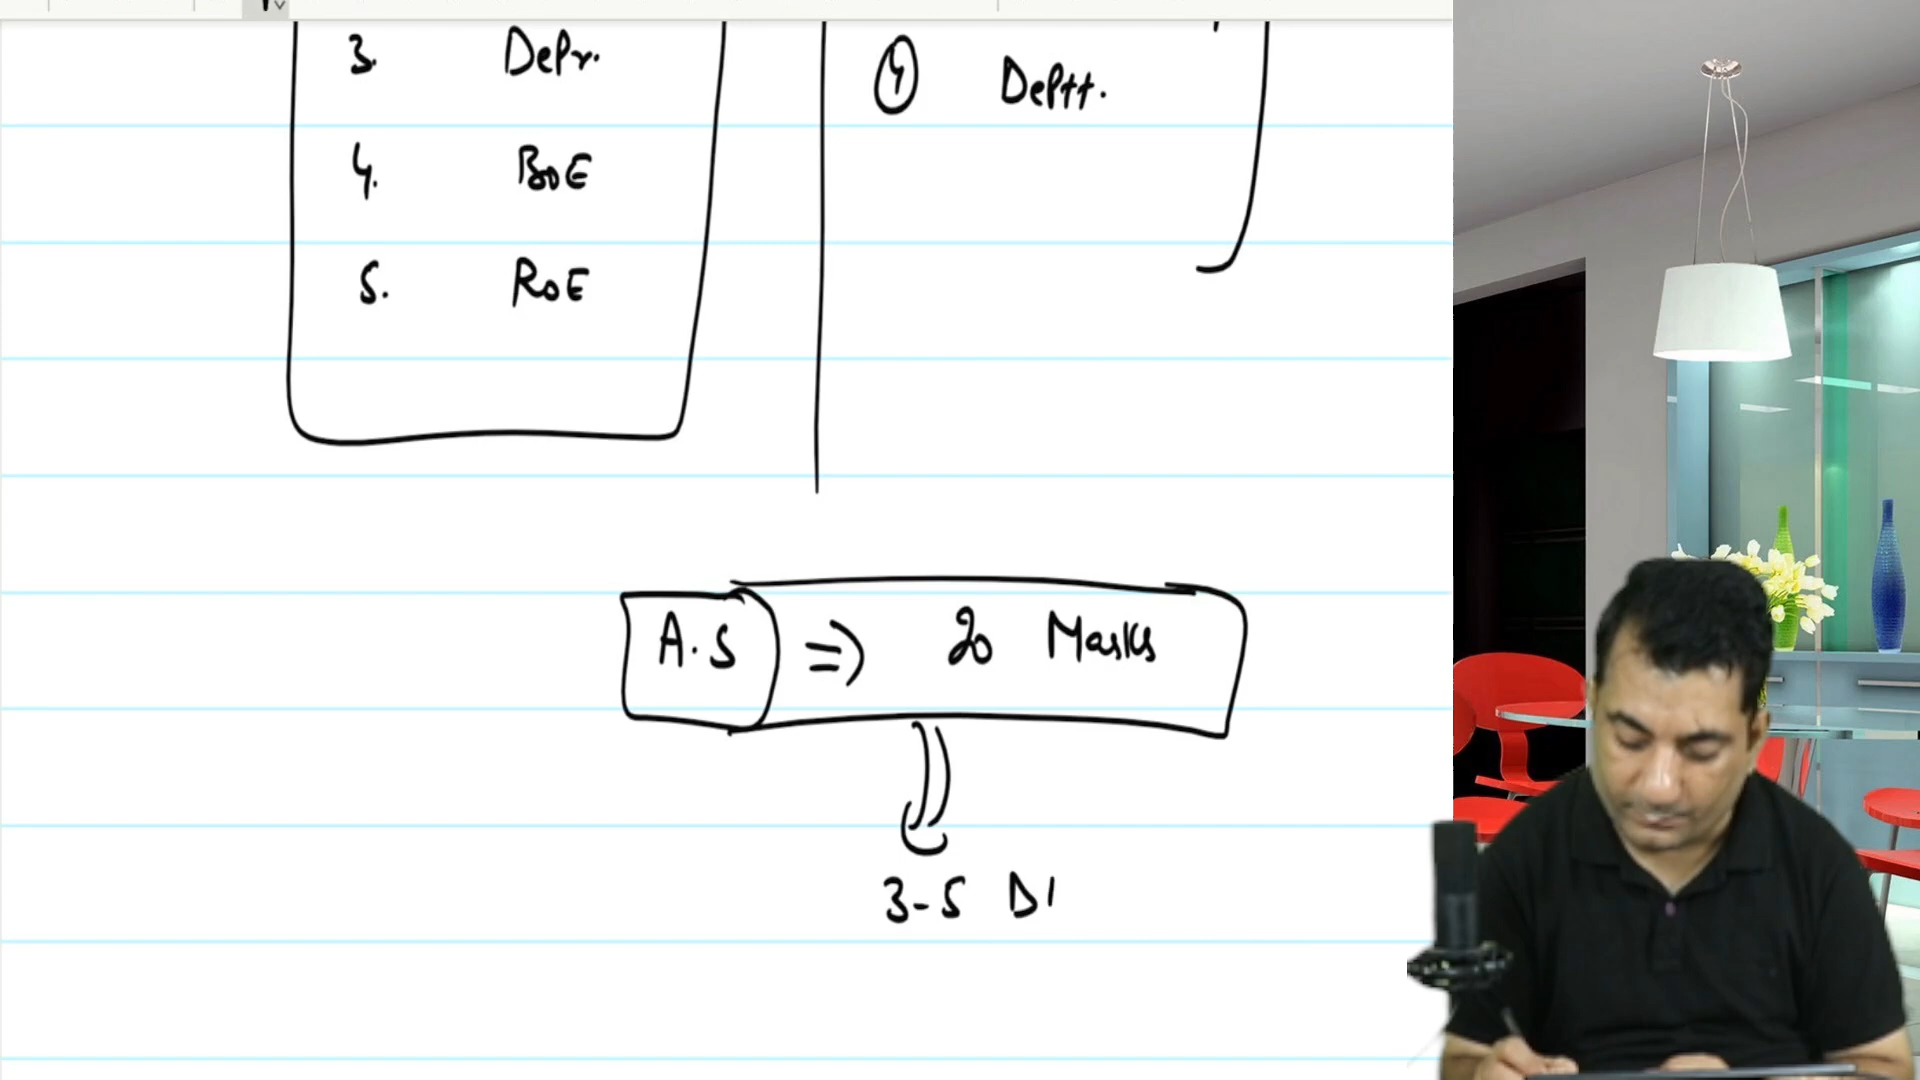 3. Depr.
4. BoE
5. RoE
④ Deptt.
A.S => 20 Marks
3-5 D